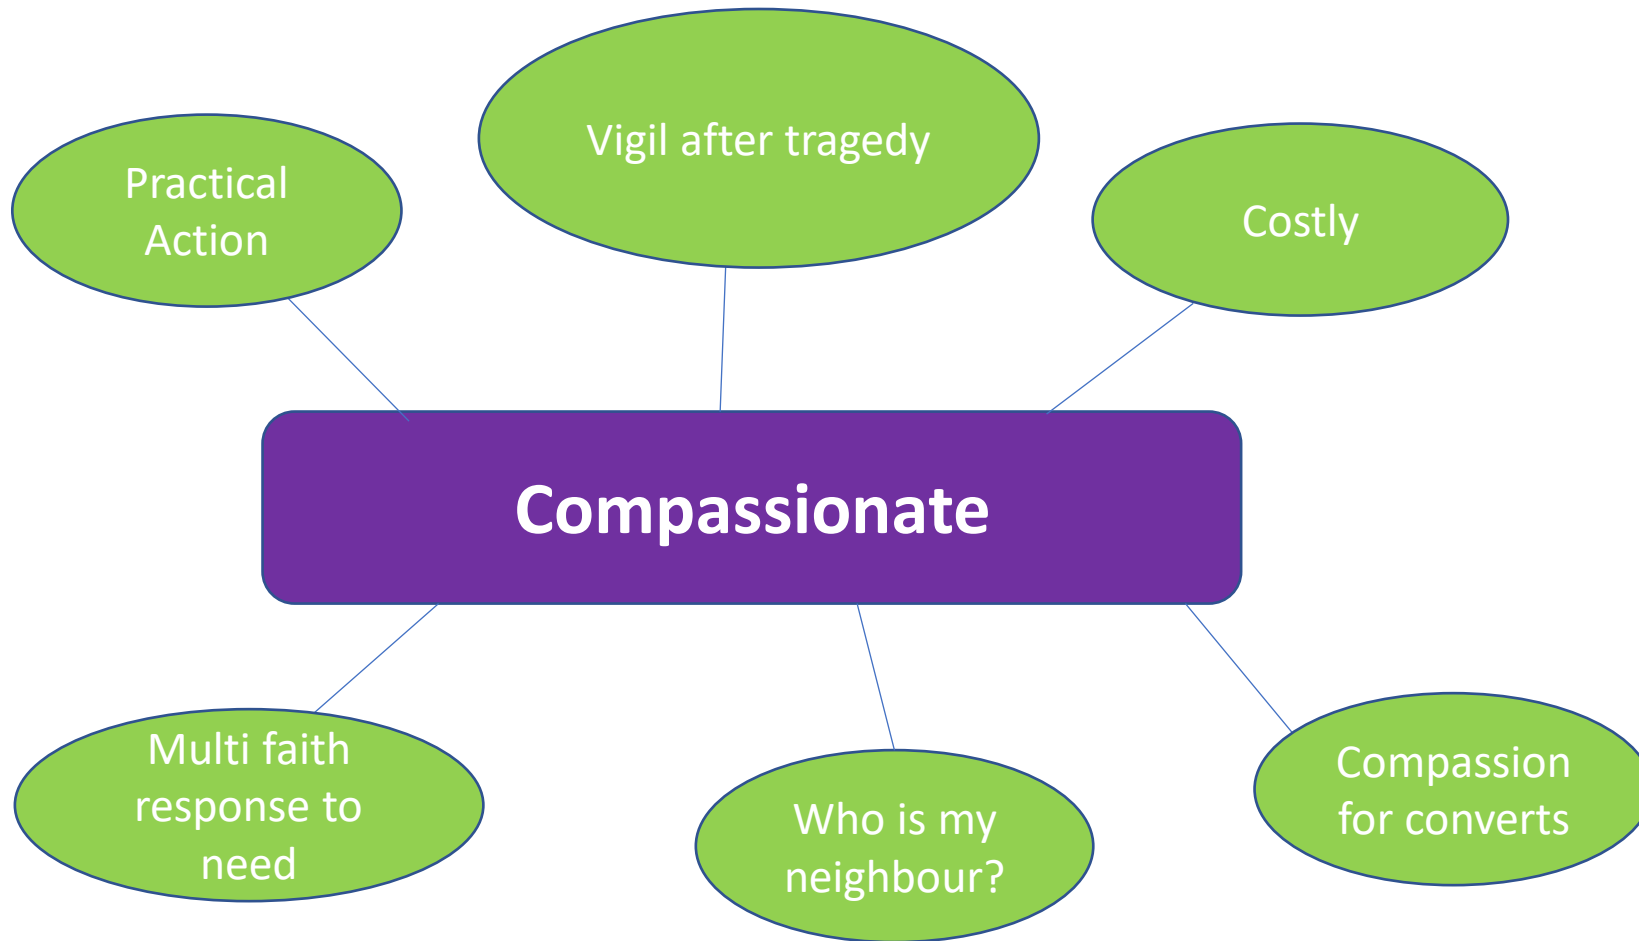 Vigil after tragedy
Practical
Action
Costly
Compassionate
Multi faith
response to
need
Who is my
neighbour?
Compassion
for converts